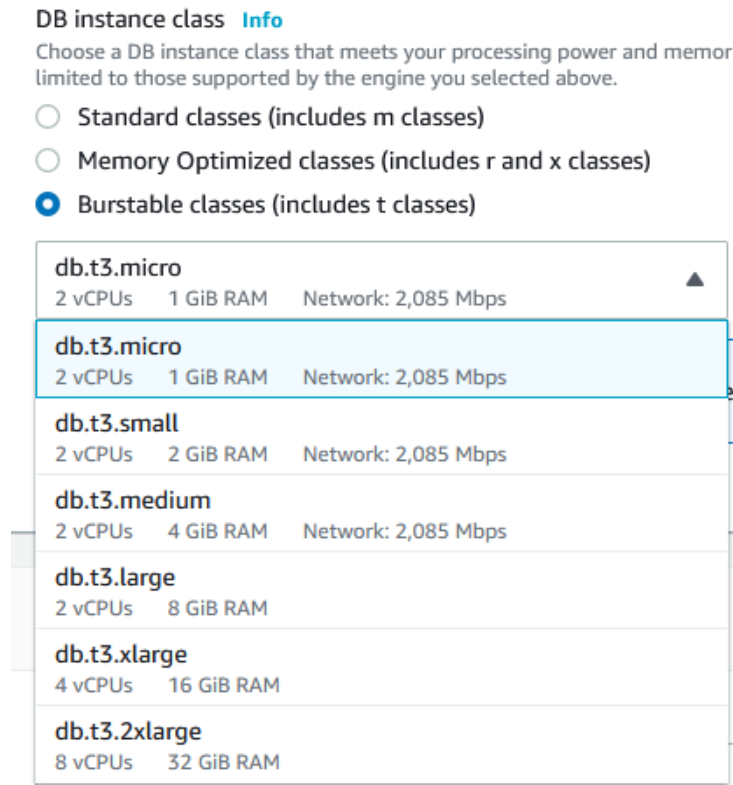 DB instance class Info
Choose a DB instance class that meets your processing power and memor
limited to those supported by the engine you selected above.
Standard classes (includes m classes)
Memory Optimized classes (includes r and x classes)
Burstable classes (includes t classes)
db.t3.micro
2 vCPUs 1 GiB RAM Network: 2,085 Mbps
db.t3.micro
2 vCPUs 1 GiB RAM Network: 2,085 Mbps
db.t3.small
2 vCPUs 2 GiB RAM Network: 2,085 Mbps
db.t3.medium
2 vCPUs 4 GiB RAM Network: 2,085 Mbps
db.t3.large
2 vCPUs 8 GiB RAM
db.t3.xlarge
4 vCPUs 16 GiB RAM
db.t3.2xlarge
8 vCPUs 32 GiB RAM